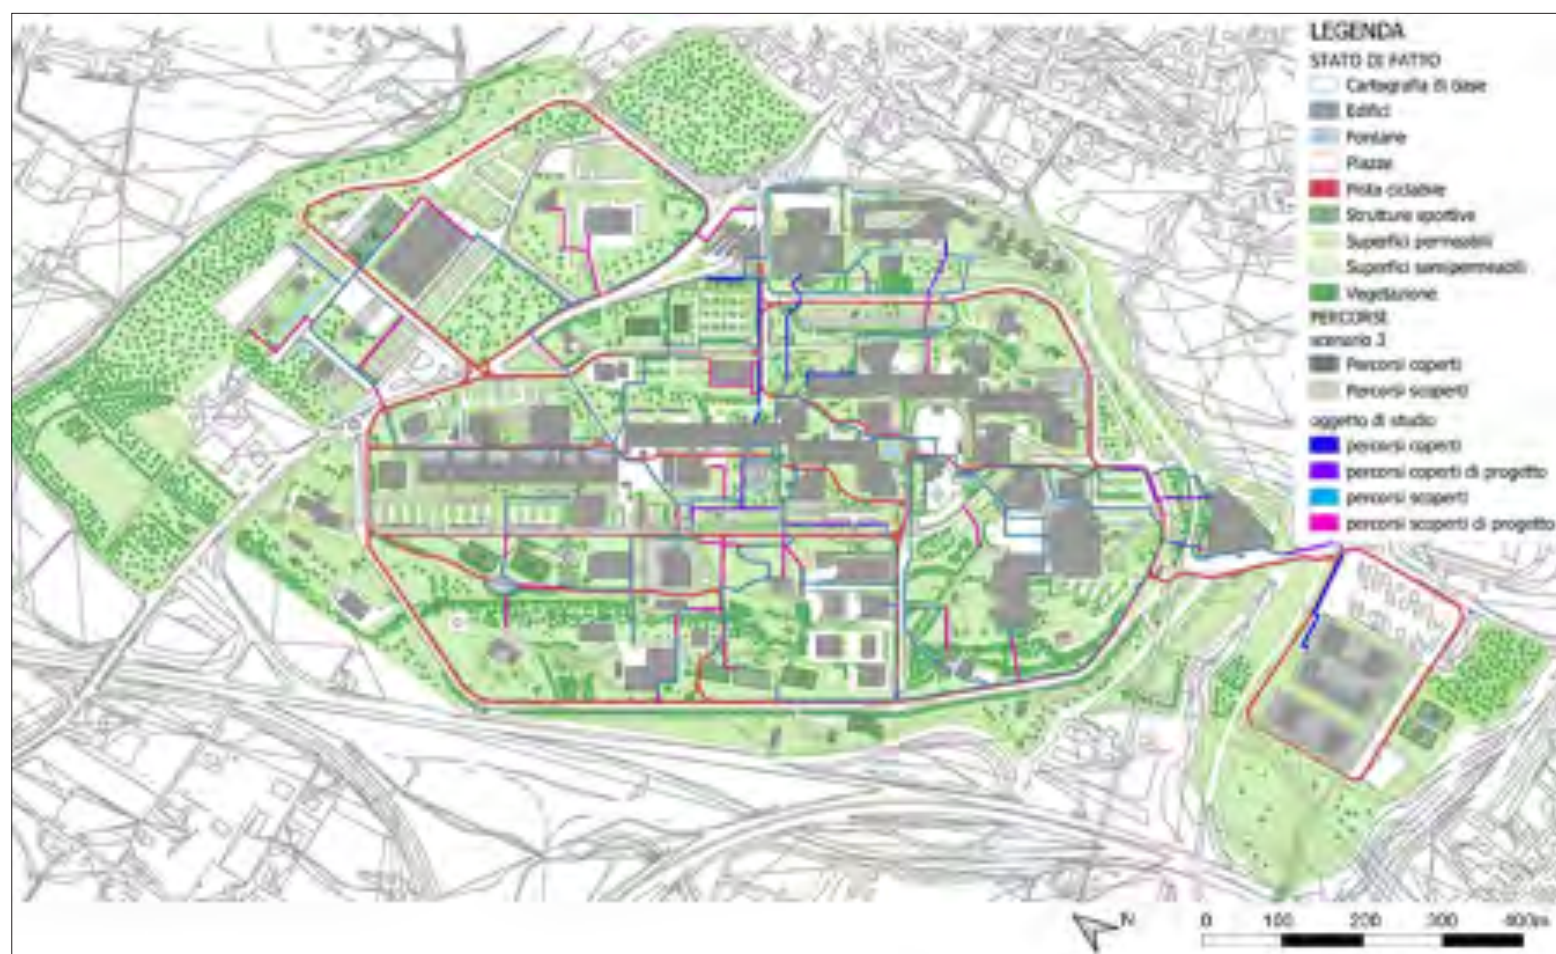 LEGENDA
STATO DI FATTO
Cartografia di base
Edifici
Fontane
Piazze
Pista ciclabile
Strutture sportive
Superfici permeabili
Superfici semipermeabili
Vegetazione
PERCORSI
scenario 3
Percorsi coperti
Percorsi scoperti
oggetto di studio
percorsi coperti
percorsi coperti di progetto
percorsi scoperti
percorsi scoperti di progetto
N
0 100 200 300 400m